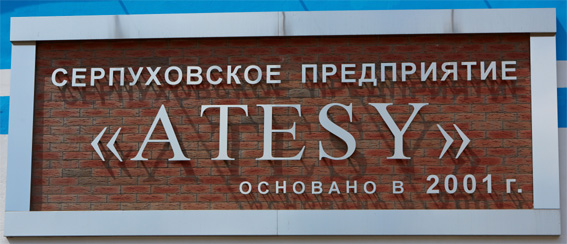 СЕРПУХОВСКОЕ ПРЕДПРИЯТИЕ
«ATESY»
ОСНОВАНО В 2001 г.